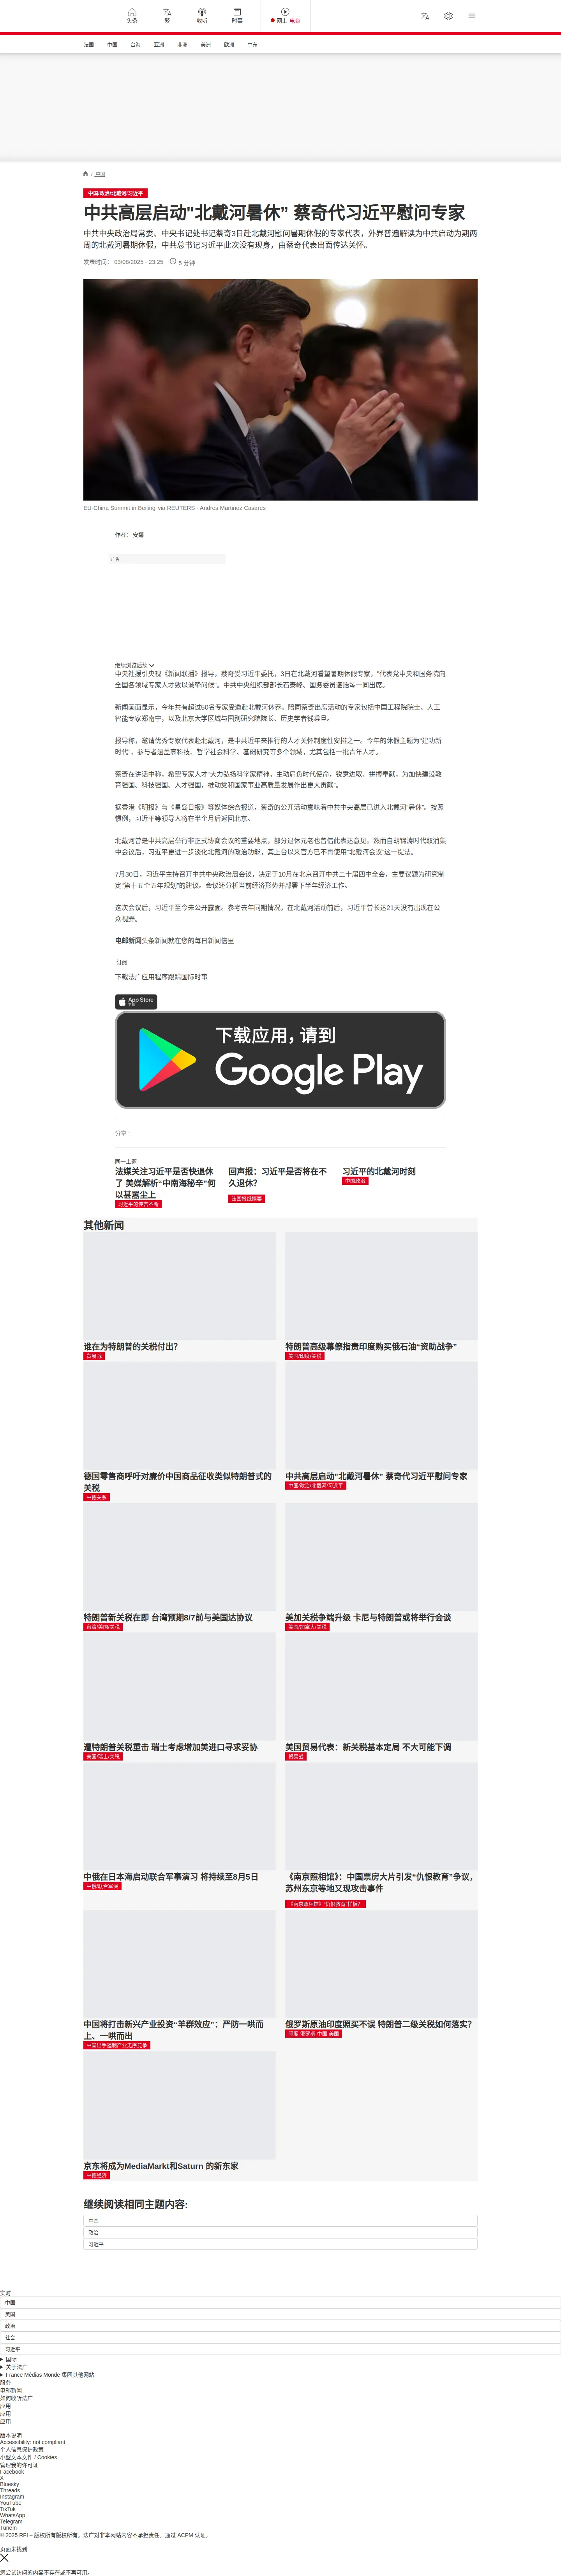 头条
繁
收听
时事
网上 电台
法国
中国
台海
亚洲
非洲
美洲
欧洲
中东
/ 中国
中国/政治/北戴河/习近平
中共高层启动"北戴河暑休” 蔡奇代习近平慰问专家
中共中央政治局常委、中央书记处书记蔡奇3日赴北戴河慰问暑期休假的专家代表，外界普遍解读为中共启动为期两
周的北戴河暑期休假，中共总书记习近平此次没有现身，由蔡奇代表出面传达关怀。
发表时间： 03/08/2025 - 23:25
5 分钟
EU-China Summit in Beijing via REUTERS - Andres Martinez Casares
作者： 安娜
广告
继续浏览后续
中央社援引央视《新闻联播》报导，蔡奇受习近平委托，3日在北戴河看望暑期休假专家，“代表党中央和国务院向
全国各领域专家人才致以诚挚问候”。中共中央组织部部长石泰峰、国务委员谌贻琴一同出席。
新闻画面显示，今年共有超过50名专家受邀赴北戴河休养。陪同蔡奇出席活动的专家包括中国工程院院士、人工
智能专家郑南宁，以及北京大学区域与国别研究院院长、历史学者钱乘旦。
报导称，邀请优秀专家代表赴北戴河，是中共近年来推行的人才关怀制度性安排之一。今年的休假主题为“建功新
时代”，参与者涵盖高科技、哲学社会科学、基础研究等多个领域，尤其包括一批青年人才。
蔡奇在讲话中称，希望专家人才“大力弘扬科学家精神，主动肩负时代使命，锐意进取、拼搏奉献，为加快建设教
育强国、科技强国、人才强国，推动党和国家事业高质量发展作出更大贡献”。
据香港《明报》与《星岛日报》等媒体综合报道，蔡奇的公开活动意味着中共中央高层已进入北戴河“暑休”。按照
惯例，习近平等领导人将在半个月后返回北京。
北戴河曾是中共高层举行非正式协商会议的重要地点，部分退休元老也曾借此表达意见。然而自胡锦涛时代取消集
中会议后，习近平更进一步淡化北戴河的政治功能，其上台以来官方已不再使用“北戴河会议”这一提法。
7月30日，习近平主持召开中共中央政治局会议，决定于10月在北京召开中共二十届四中全会，主要议题为研究制
定“第十五个五年规划”的建议。会议还分析当前经济形势并部署下半年经济工作。
这次会议后，习近平至今未公开露面。参考去年同期情况，在北戴河活动前后，习近平曾长达21天没有出现在公
众视野。
电邮新闻头条新闻就在您的每日新闻信里
订阅
下载法广应用程序跟踪国际时事
App Store
下载
下载应用，请到
Google Play
分享 :
同一主题
法媒关注习近平是否快退休
了 美媒解析“中南海秘辛”何
以甚嚣尘上
习近平的传言不断
回声报：习近平是否将在不
久退休？
法国报纸摘要
习近平的北戴河时刻
中国政治
其他新闻
谁在为特朗普的关税付出？
贸易战
特朗普高级幕僚指责印度购买俄石油“资助战争”
美国/印度/关税
德国零售商呼吁对廉价中国商品征收类似特朗普式的
关税
中德关系
中共高层启动"北戴河暑休” 蔡奇代习近平慰问专家
中国/政治/北戴河/习近平
特朗普新关税在即 台湾预期8/7前与美国达协议
台湾/美国/关税
美加关税争端升级 卡尼与特朗普或将举行会谈
美国/加拿大/关税
遭特朗普关税重击 瑞士考虑增加美进口寻求妥协
美国/瑞士/关税
美国贸易代表：新关税基本定局 不大可能下调
贸易战
中俄在日本海启动联合军事演习 将持续至8月5日
中俄/联合军演
《南京照相馆》：中国票房大片引发“仇恨教育”争议，
苏州东京等地又现攻击事件
《南京照相馆》“仇恨教育”样板？
中国将打击新兴产业投资“羊群效应”：严防一哄而
上、一哄而出
中国出手遏制产业无序竞争
俄罗斯原油印度照买不误 特朗普二级关税如何落实？
印度·俄罗斯·中国·美国
京东将成为MediaMarkt和Saturn 的新东家
中德经济
继续阅读相同主题内容:
中国
政治
习近平
实时
中国
美国
政治
社会
习近平
国际
关于法广
France Médias Monde 集团其他网站
服务
电邮新闻
如何收听法广
应用
应用
应用
版本说明
Accessibility: not compliant
个人信息保护政策
小型文本文件 / Cookies
管理我的许可证
Facebook
X
Bluesky
Threads
Instagram
YouTube
TikTok
WhatsApp
Telegram
TuneIn
© 2025 RFI – 版权所有版权所有。法广对非本网站内容不承担责任。通过 ACPM 认证。
页面未找到
您尝试访问的内容不存在或不再可用。